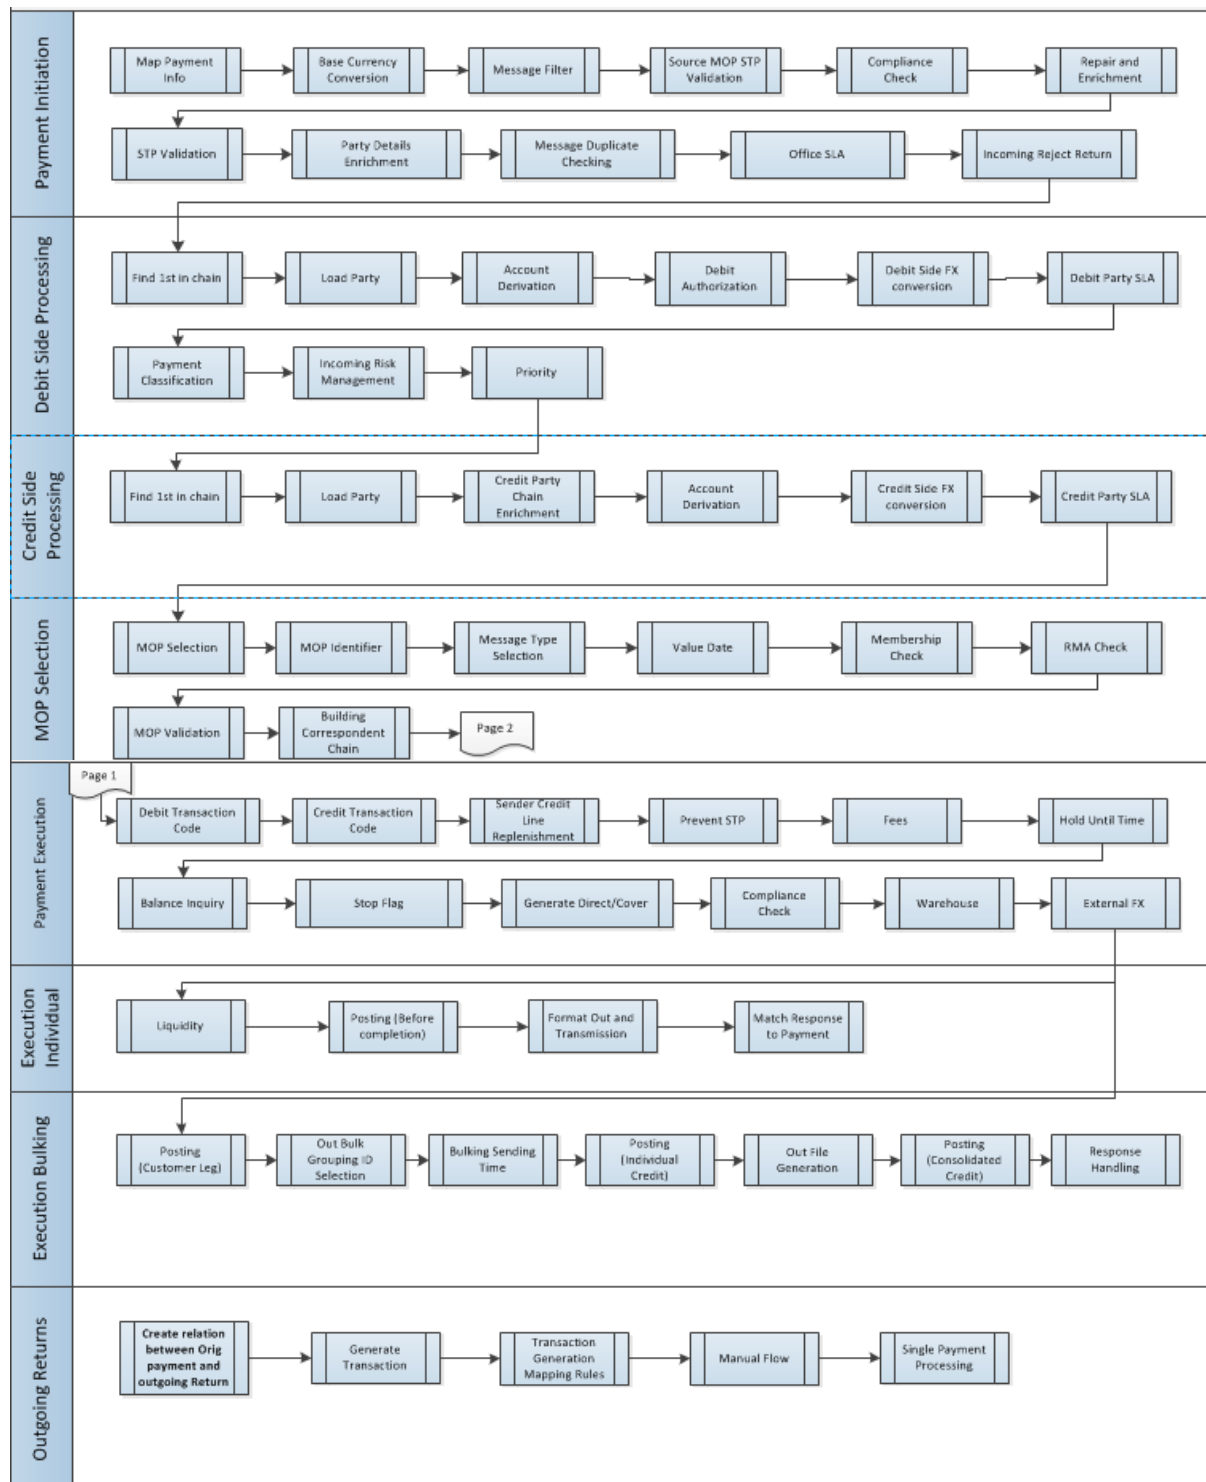 Payment Initiation
Map Payment
Info
Base Currency
Conversion
Message Filter
Source MOP STP
Validation
Compliance
Check
Repair and
Enrichment
STP Validation
Party Details
Enrichment
Message Duplicate
Checking
Office SLA
Incoming Reject Return
Debit Side Processing
Find 1st in chain
Load Party
Account
Derivation
Debit
Authorization
Debit Side FX
conversion
Debit Party SLA
Payment
Classification
Incoming Risk
Management
Priority
Credit Side
Processing
Find 1st in chain
Load Party
Credit Party
Chain
Enrichment
Account
Derivation
Credit Side FX
conversion
Credit Party SLA
MOP Selection
MOP Selection
MOP Identifier
Message Type
Selection
Value Date
Membership
Check
RMA Check
MOP Validation
Building
Correspondent
Chain
Page 2
Payment Execution
Page 1
Debit Transaction
Code
Credit Transaction
Code
Sender Credit
Line
Replenishment
Prevent STP
Fees
Hold Until Time
Balance Inquiry
Stop Flag
Generate Direct/Cover
Compliance
Check
Warehouse
External FX
Execution
Individual
Liquidity
Posting (Before
completion)
Format Out and
Transmission
Match Response
to Payment
Execution Bulking
Posting
(Customer Leg)
Out Bulk
Grouping ID
Selection
Bulking Sending
Time
Posting
(Individual
Credit)
Out File
Generation
Posting
(Consolidated
Credit)
Response
Handling
Outgoing Returns
Create relation
between Orig
payment and
outgoing Return
Generate
Transaction
Transaction
Generation
Mapping Rules
Manual Flow
Single Payment
Processing